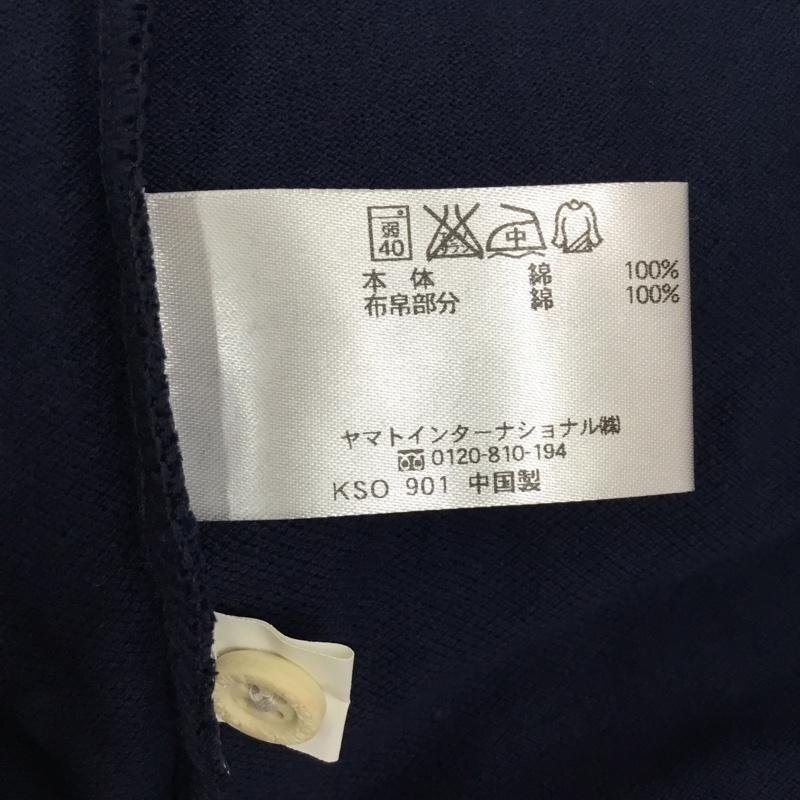 弱 中
40
本体 綿 100%
布帛部分 綿 100%
ヤマトインターナショナル㈱
0120-810-194
KSO 901 中国製